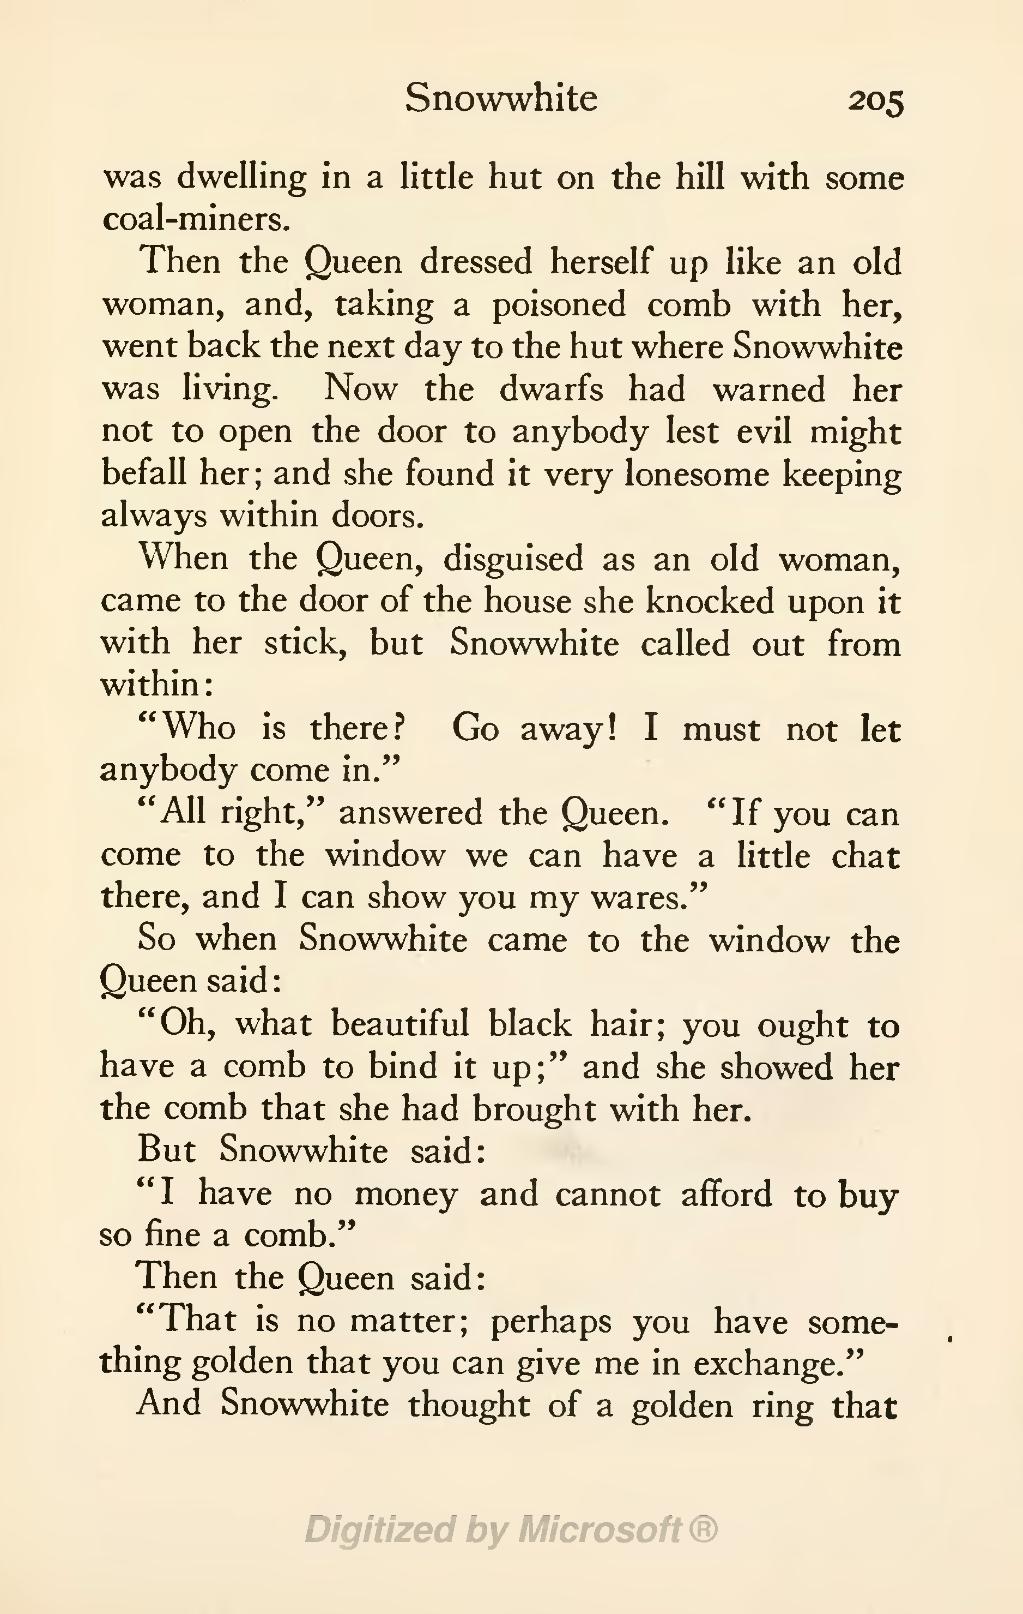 Snowwhite 205
was dwelling in a little hut on the hill with some
coal-miners.
Then the Queen dressed herself up like an old
woman, and, taking a poisoned comb with her,
went back the next day to the hut where Snowwhite
was living. Now the dwarfs had warned her
not to open the door to anybody lest evil might
befall her; and she found it very lonesome keeping
always within doors.
When the Queen, disguised as an old woman,
came to the door of the house she knocked upon it
with her stick, but Snowwhite called out from
within:
“Who is there? Go away! I must not let
anybody come in.”
“All right,” answered the Queen. “If you can
come to the window we can have a little chat
there, and I can show you my wares.”
So when Snowwhite came to the window the
Queen said:
“Oh, what beautiful black hair; you ought to
have a comb to bind it up;” and she showed her
the comb that she had brought with her.
But Snowwhite said:
“I have no money and cannot afford to buy
so fine a comb.”
Then the Queen said:
“That is no matter; perhaps you have some-
thing golden that you can give me in exchange.”
And Snowwhite thought of a golden ring that
Digitized by Microsoft ®